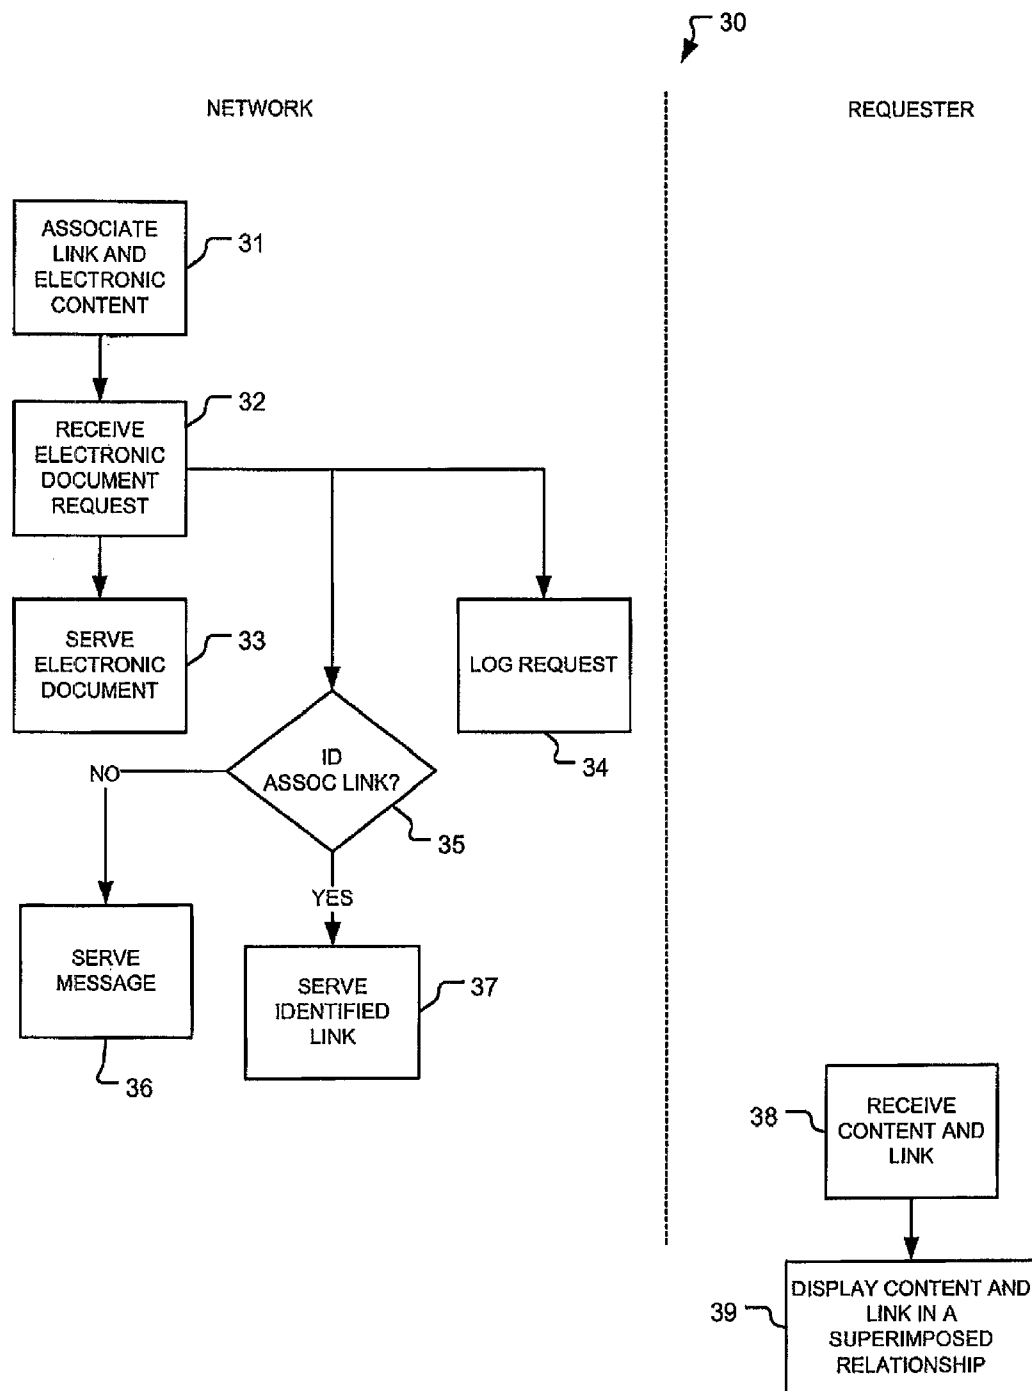 30
NETWORK
REQUESTER
ASSOCIATE
LINK AND
ELECTRONIC
CONTENT
31
32
RECEIVE
ELECTRONIC
DOCUMENT
REQUEST
SERVE
ELECTRONIC
DOCUMENT
33
LOG REQUEST
34
ID
ASSOC LINK?
35
NO
YES
SERVE
MESSAGE
36
SERVE
IDENTIFIED
LINK
37
38
RECEIVE
CONTENT AND
LINK
39
DISPLAY CONTENT AND
LINK IN A
SUPERIMPOSED
RELATIONSHIP